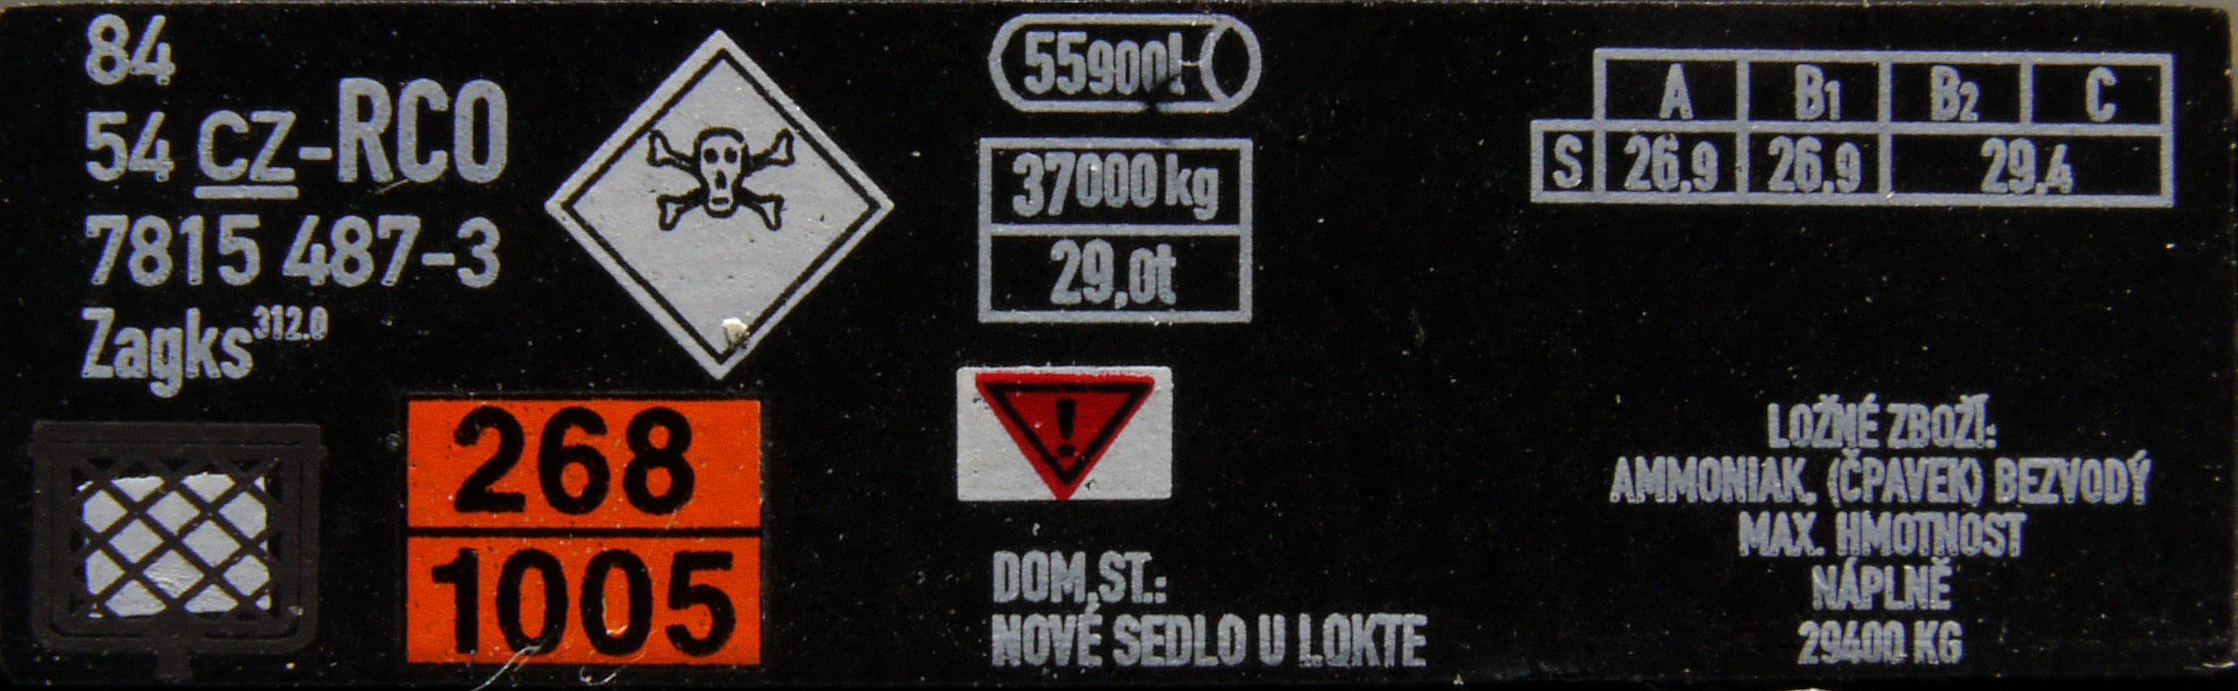 84
54 CZ-RCO
7815 487-3
Zagks 312.0
268
1005
55900l
37000 kg
29,0t
!
DOM.ST.:
NOVÉ SEDLO U LOKTE
A B1 B2 C
S 26.9 26.9 29.4
LOŽNÉ ZBOŽÍ:
AMMONIAK. (ČPAVEK) BEZVODÝ
MAX. HMOTNOST
NÁPLNĚ
29400 KG